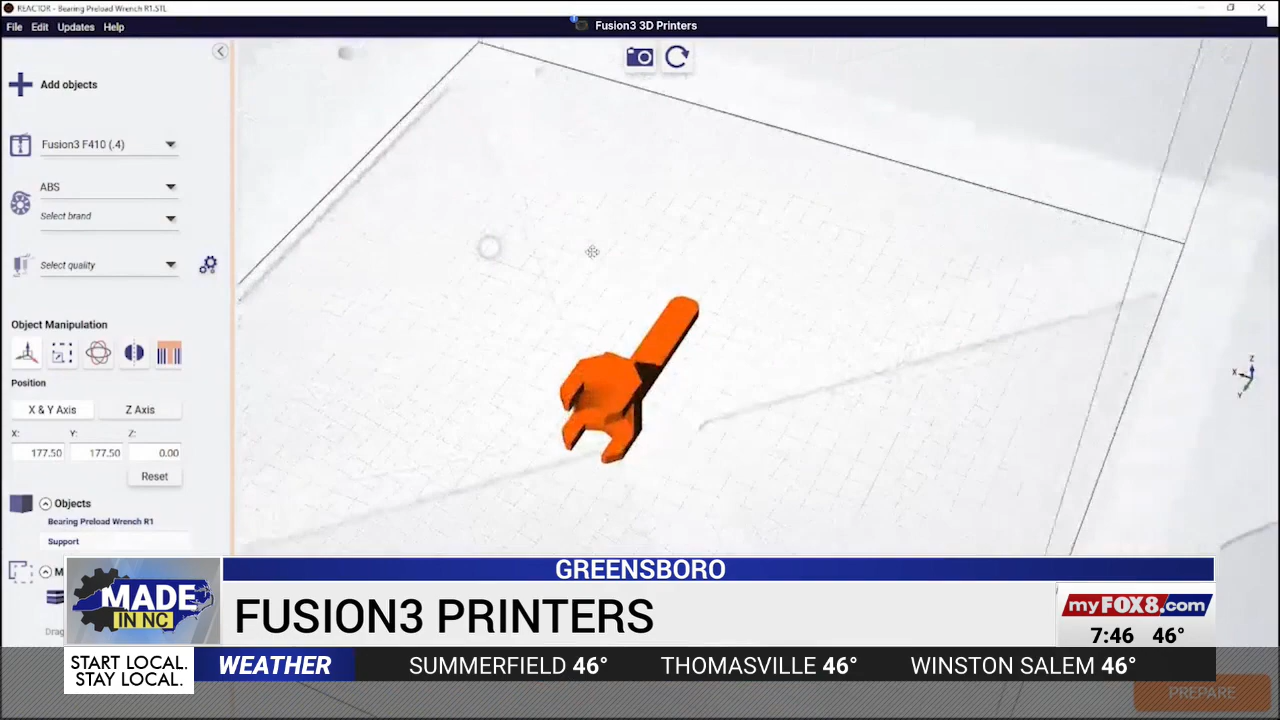 REACTOR - Bearing Preload Wrench R1.STL
File Edit Updates Help
Fusion3 3D Printers
Add objects
Fusion3 F410 (.4)
ABS
Select brand
Select quality
Object Manipulation
Position
X & Y Axis Z Axis
X: Y: Z:
177.50 177.50 0.00
Reset
Objects
Bearing Preload Wrench R1
Support
M
Drag
Z
X
Y
GREENSBORO
MADE
IN NC
FUSION3 PRINTERS
myFOX8.com
7:46 46°
START LOCAL.
STAY LOCAL.
WEATHER SUMMERFIELD 46° THOMASVILLE 46° WINSTON SALEM 46°
PREPARE